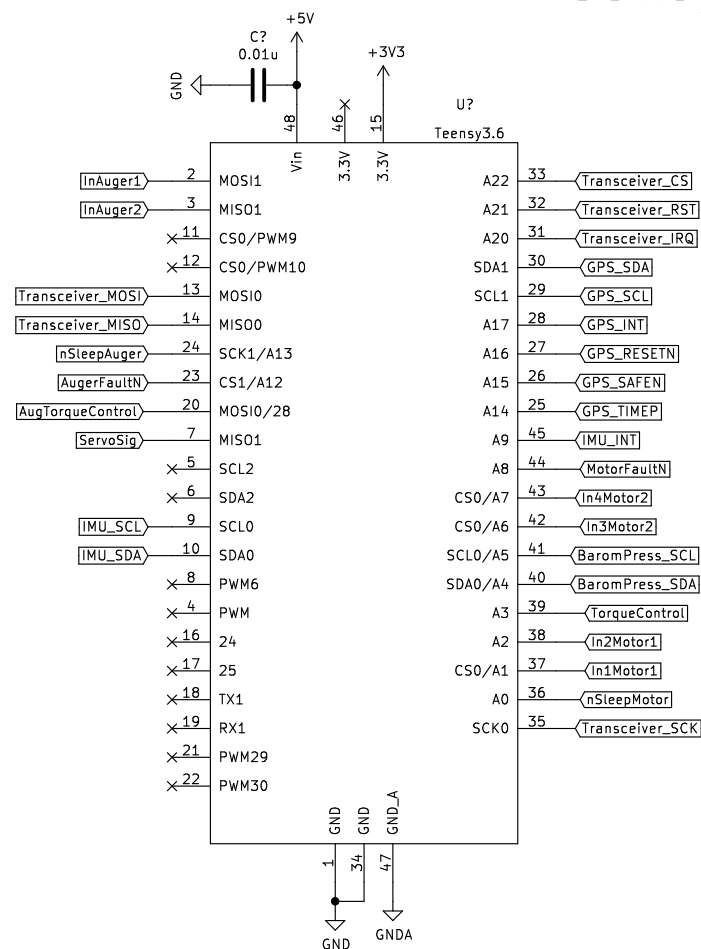 +5V
C?
0.01u
GND
+3V3
48
46
15
U?
Teensy3.6
Vin
3.3V
3.3V
InAuger1 2 MOSI1
InAuger2 3 MISO1
11 CS0/PWM9
12 CS0/PWM10
Transceiver_MOSI 13 MOSI0
Transceiver_MISO 14 MISO0
nSleepAuger 24 SCK1/A13
AugerFaultN 23 CS1/A12
AugTorqueControl 20 MOSI0/28
ServoSig 7 MISO1
5 SCL2
6 SDA2
IMU_SCL 9 SCL0
IMU_SDA 10 SDA0
8 PWM6
4 PWM
16 24
17 25
18 TX1
19 RX1
21 PWM29
22 PWM30
A22 33 Transceiver_CS
A21 32 Transceiver_RST
A20 31 Transceiver_IRQ
SDA1 30 GPS_SDA
SCL1 29 GPS_SCL
A17 28 GPS_INT
A16 27 GPS_RESETN
A15 26 GPS_SAFEN
A14 25 GPS_TIMEP
A9 45 IMU_INT
A8 44 MotorFaultN
CS0/A7 43 In4Motor2
CS0/A6 42 In3Motor2
SCL0/A5 41 BaromPress_SCL
SDA0/A4 40 BaromPress_SDA
A3 39 TorqueControl
A2 38 In2Motor1
CS0/A1 37 In1Motor1
A0 36 nSleepMotor
SCK0 35 Transceiver_SCK
GND
GND
GND_A
1
34
47
GND
GNDA